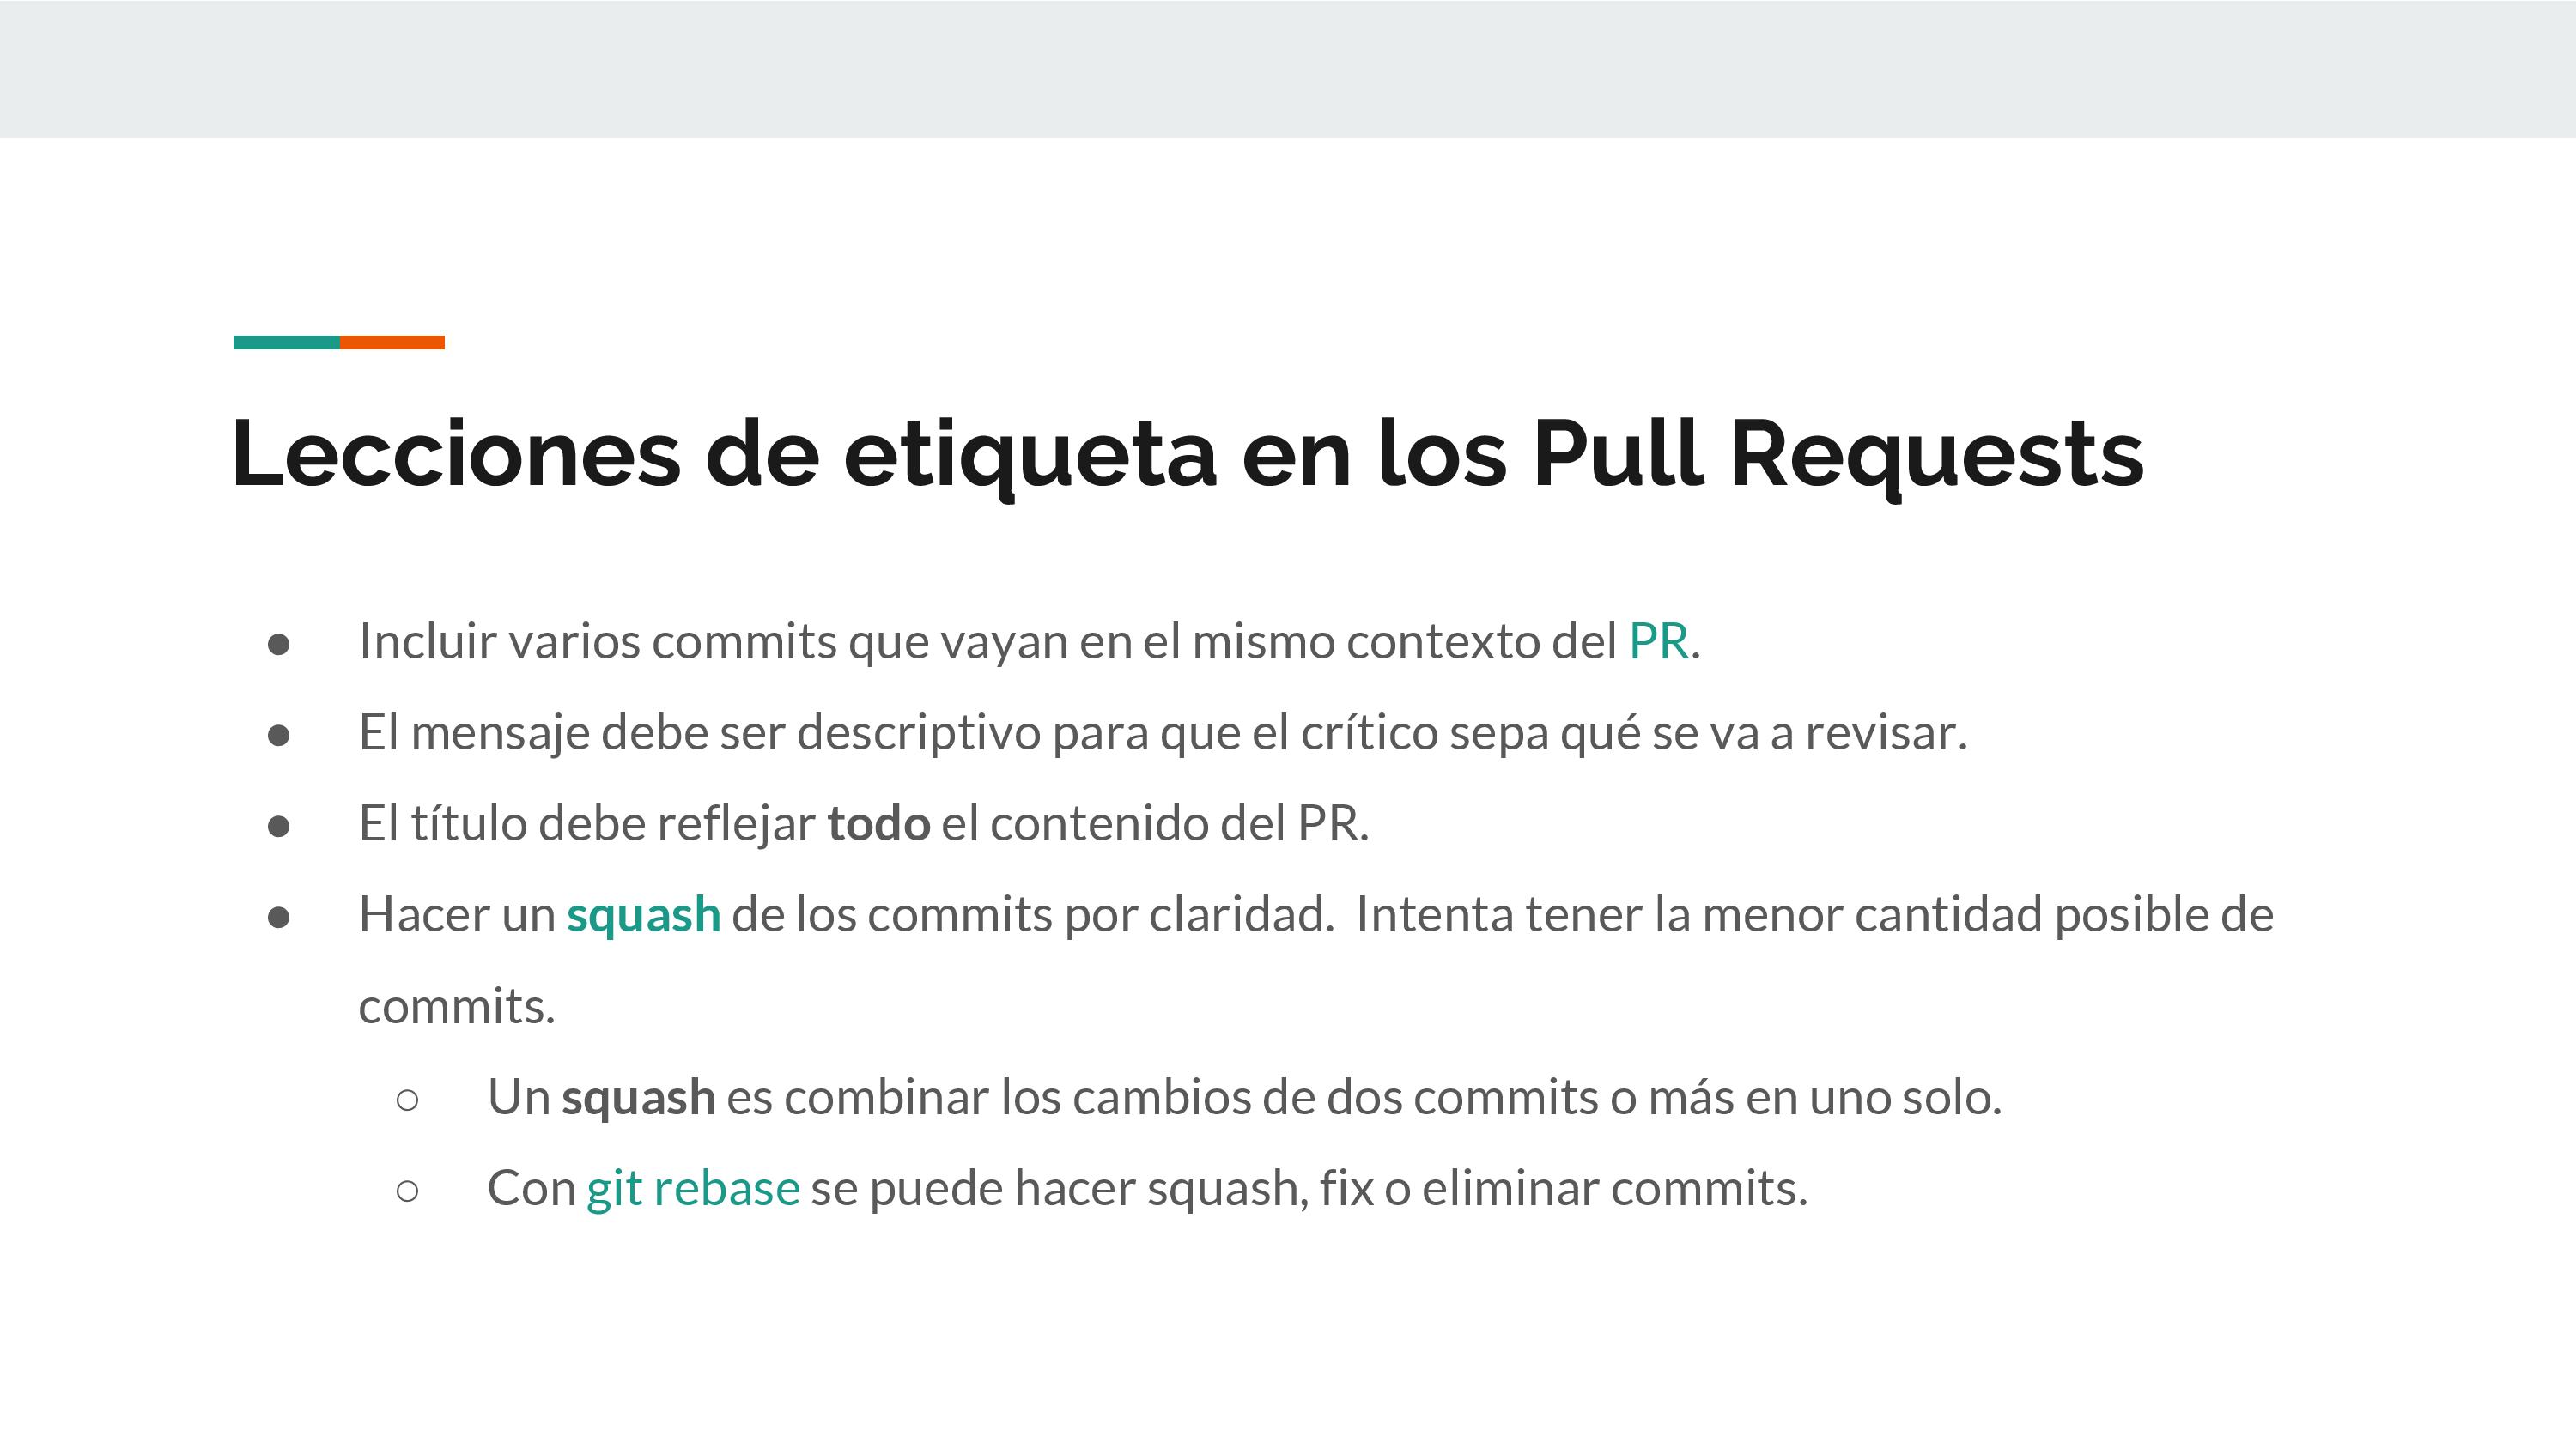 Lecciones de etiqueta en los Pull Requests
● Incluir varios commits que vayan en el mismo contexto del PR.
● El mensaje debe ser descriptivo para que el crítico sepa qué se va a revisar.
● El título debe reflejar todo el contenido del PR.
● Hacer un squash de los commits por claridad.  Intenta tener la menor cantidad posible de
commits.
○ Un squash es combinar los cambios de dos commits o más en uno solo.
○ Con git rebase se puede hacer squash, fix o eliminar commits.